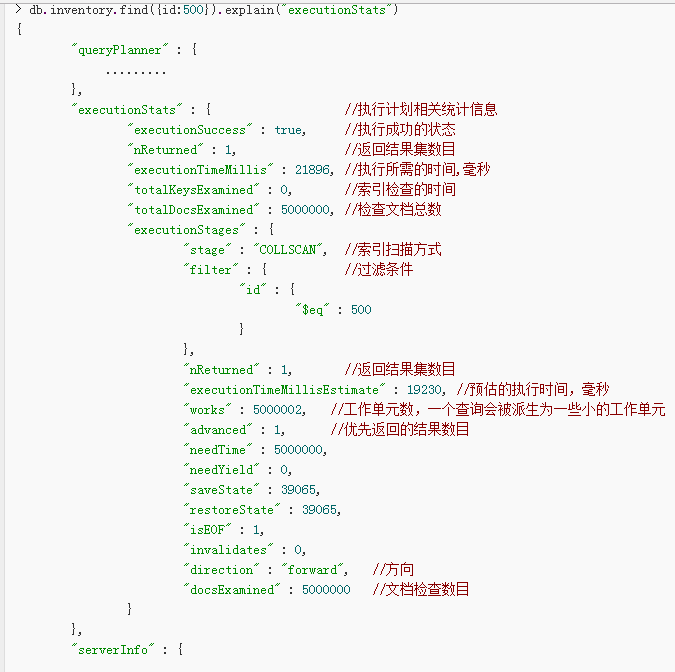 > db.inventory.find({id:500}).explain("executionStats")
{
"queryPlanner" : {
.........
},
"executionStats" : { //执行计划相关统计信息
"executionSuccess" : true, //执行成功的状态
"nReturned" : 1, //返回结果集数目
"executionTimeMillis" : 21896, //执行所需的时间,毫秒
"totalKeysExamined" : 0, //索引检查的时间
"totalDocsExamined" : 5000000, //检查文档总数
"executionStages" : {
"stage" : "COLLSCAN", //索引扫描方式
"filter" : { //过滤条件
"id" : {
"$eq" : 500
}
},
"nReturned" : 1, //返回结果集数目
"executionTimeMillisEstimate" : 19230, //预估的执行时间，毫秒
"works" : 5000002, //工作单元数，一个查询会被派生为一些小的工作单元
"advanced" : 1, //优先返回的结果数目
"needTime" : 5000000,
"needYield" : 0,
"saveState" : 39065,
"restoreState" : 39065,
"isEOF" : 1,
"invalidates" : 0,
"direction" : "forward", //方向
"docsExamined" : 5000000 //文档检查数目
}
},
"serverInfo" : {